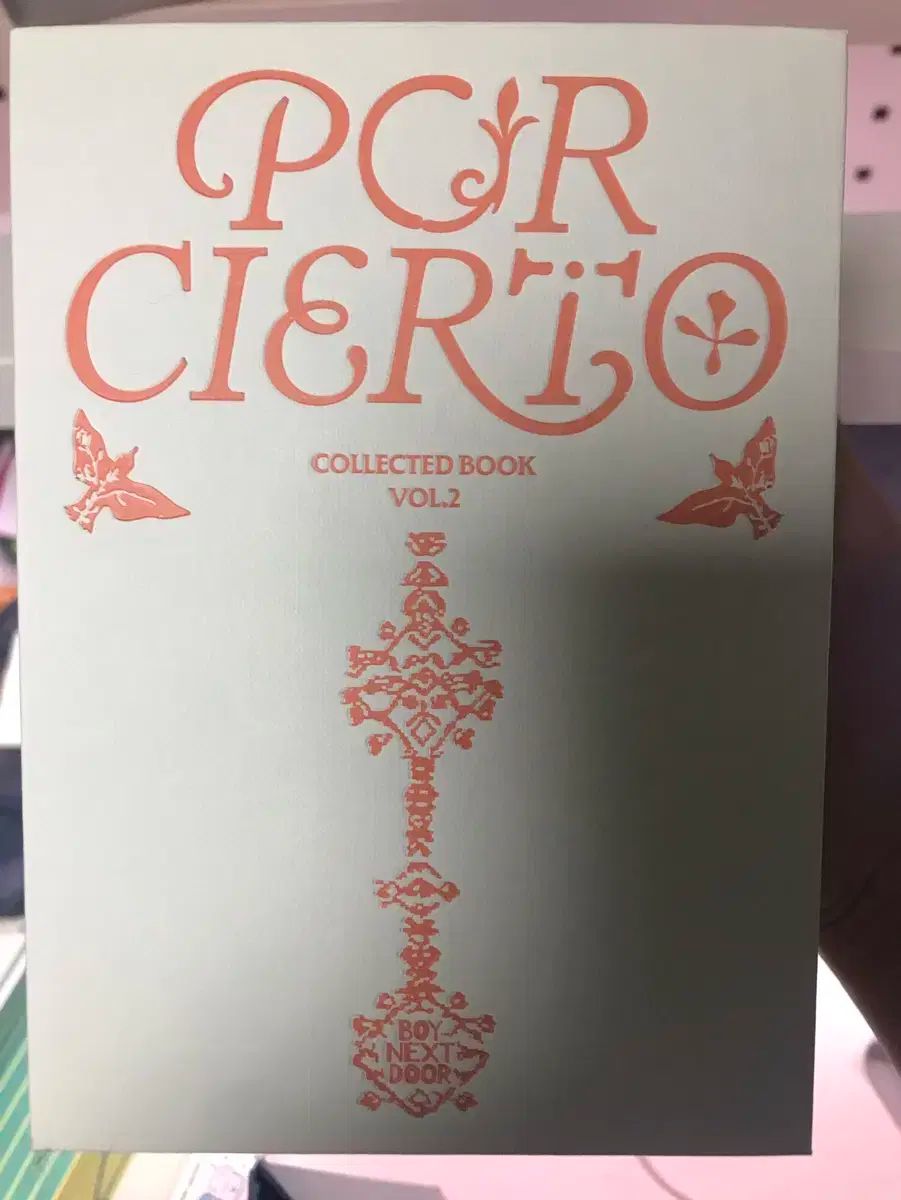 POR
CIERTO
COLLECTED BOOK
VOL.2
BOY
NEXT
DOOR